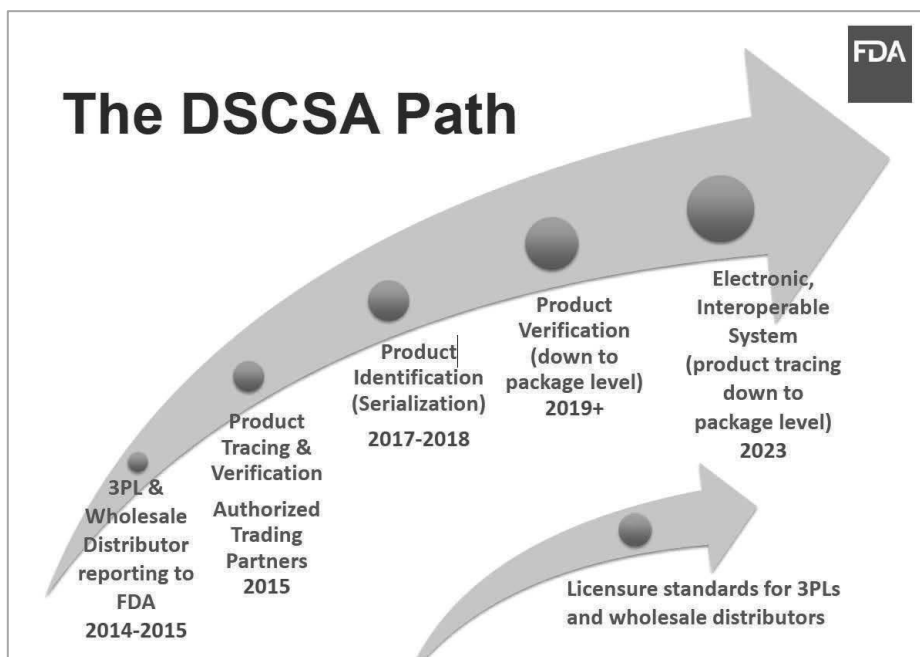 FDA
The DSCSA Path
3PL &
Wholesale
Distributor
reporting to
FDA
2014-2015
Product
Tracing &
Verification
Authorized
Trading
Partners
2015
Product
Identification
(Serialization)
2017-2018
Product
Verification
(down to
package level)
2019+
Electronic,
Interoperable
System
(product tracing
down to
package level)
2023
Licensure standards for 3PLs
and wholesale distributors